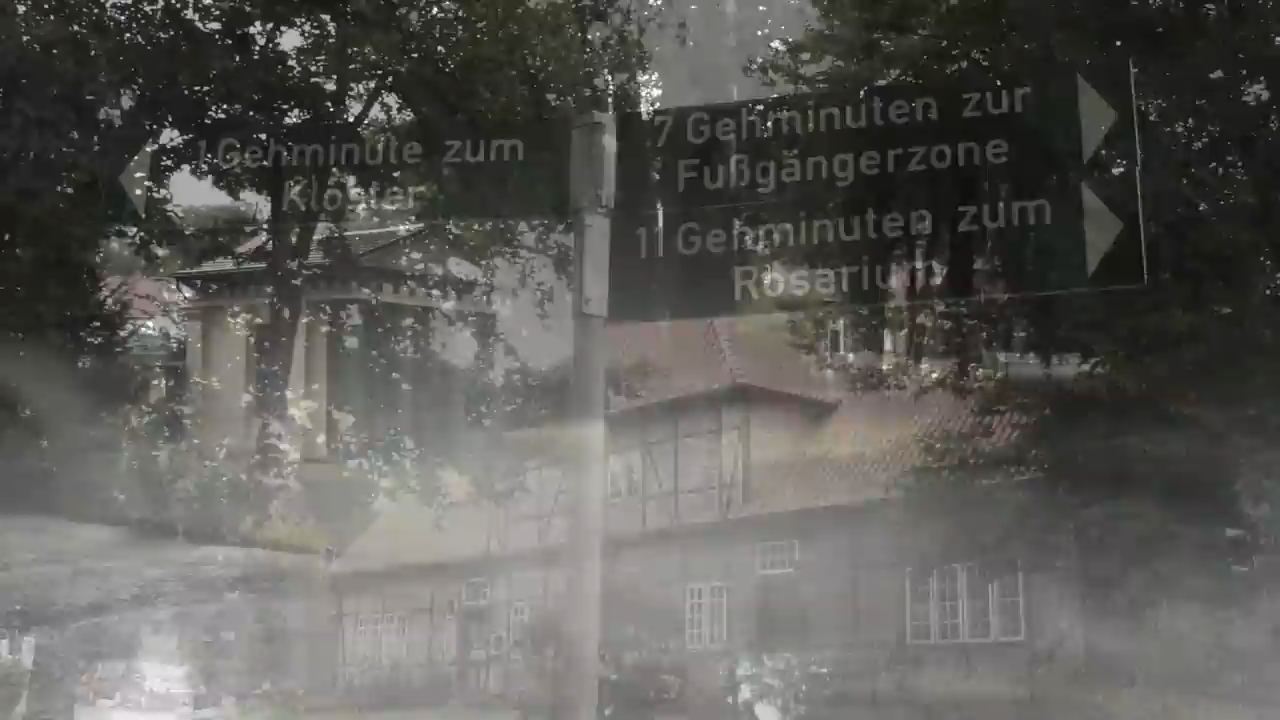 1 Gehminute zum
Kloster
7 Gehminuten zur
Fußgängerzone
11 Gehminuten zum
Rosarium